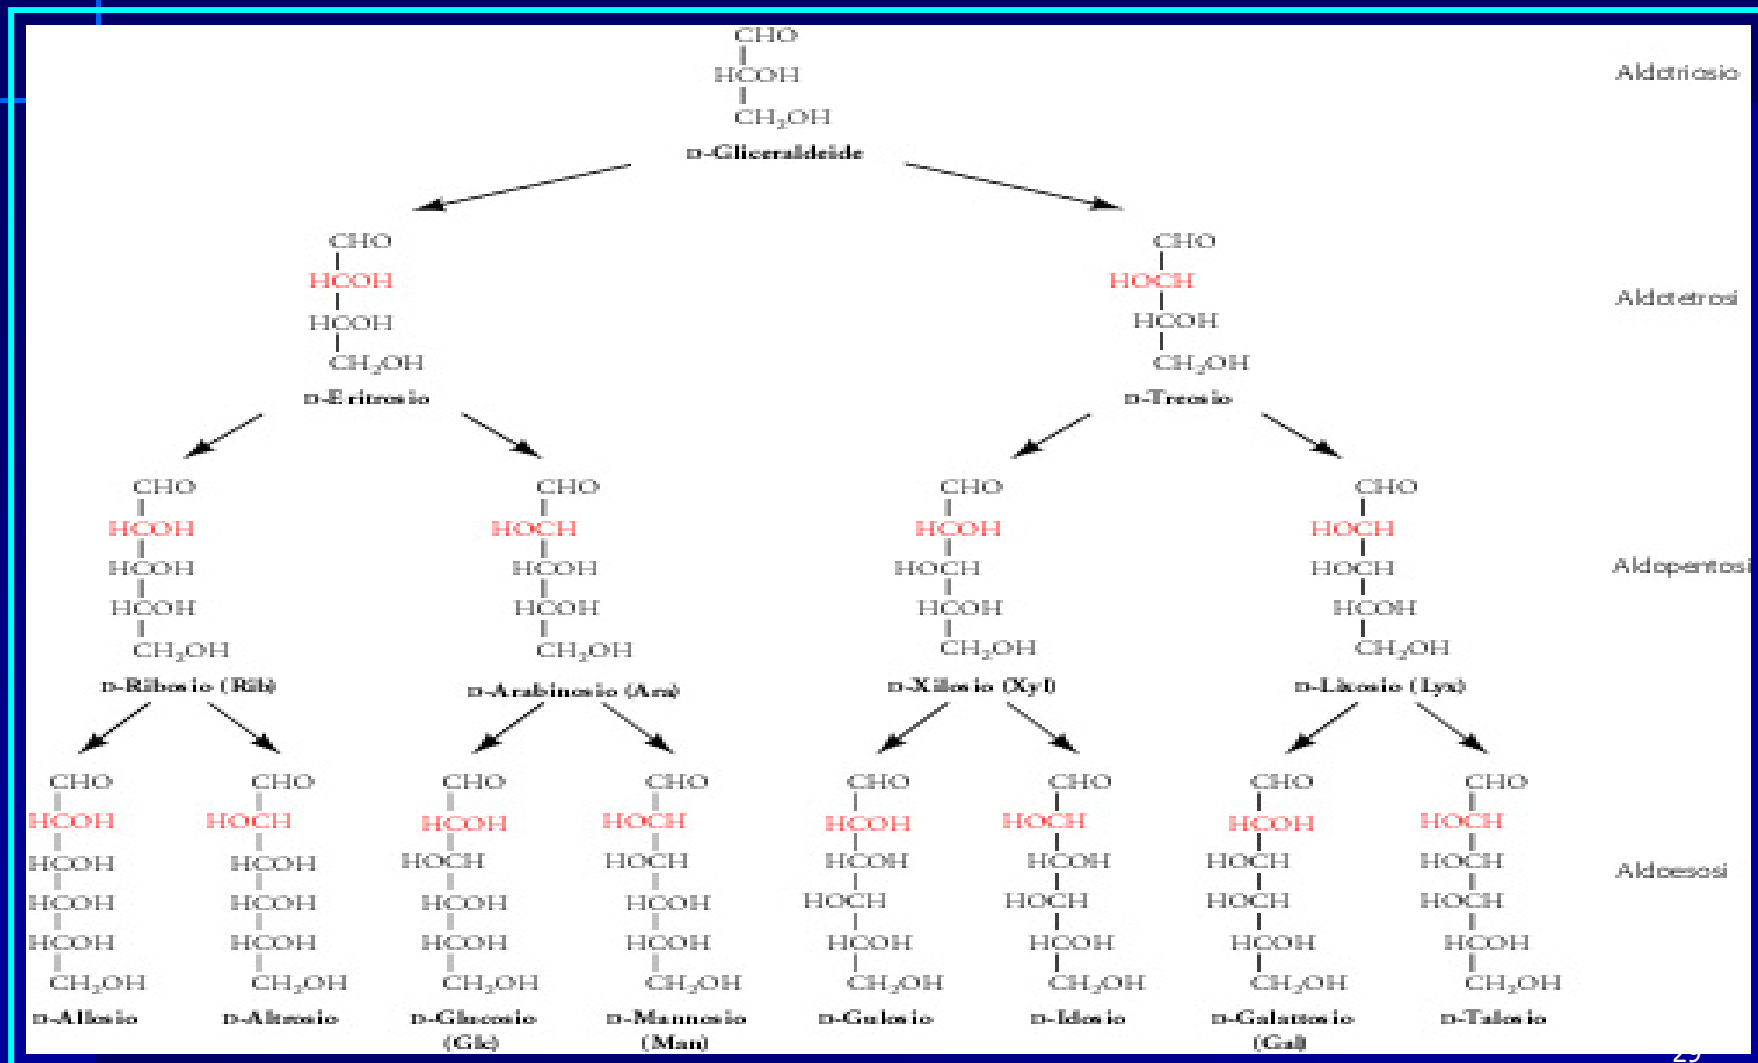 CHO
HCOH
CH₂OH
D-Gliceraldeide
Aldotriosio
CHO
HCOH
HCOH
CH₂OH
D-Eritrosio
CHO
HOCH
HCOH
CH₂OH
D-Treosio
Aldotetrosi
CHO
HCOH
HCOH
HCOH
CH₂OH
D-Ribosio (Rib)
CHO
HOCH
HCOH
HCOH
CH₂OH
D-Arabinosio (Ara)
CHO
HCOH
HOCH
HCOH
CH₂OH
D-Xilosio (Xyl)
CHO
HOCH
HOCH
HCOH
CH₂OH
D-Lixosio (Lyx)
Aldopentosi
CHO
HCOH
HCOH
HCOH
HCOH
CH₂OH
D-Allosio
CHO
HOCH
HCOH
HCOH
HCOH
CH₂OH
D-Altrosio
CHO
HCOH
HOCH
HCOH
HCOH
CH₂OH
D-Glucosio
(Glc)
CHO
HOCH
HOCH
HCOH
HCOH
CH₂OH
D-Mannosio
(Man)
CHO
HCOH
HCOH
HOCH
HCOH
CH₂OH
D-Gulosio
CHO
HOCH
HCOH
HOCH
HCOH
CH₂OH
D-Idosio
CHO
HCOH
HOCH
HOCH
HCOH
CH₂OH
D-Galattosio
(Gal)
CHO
HOCH
HOCH
HOCH
HCOH
CH₂OH
D-Talosio
Aldoesosi
29